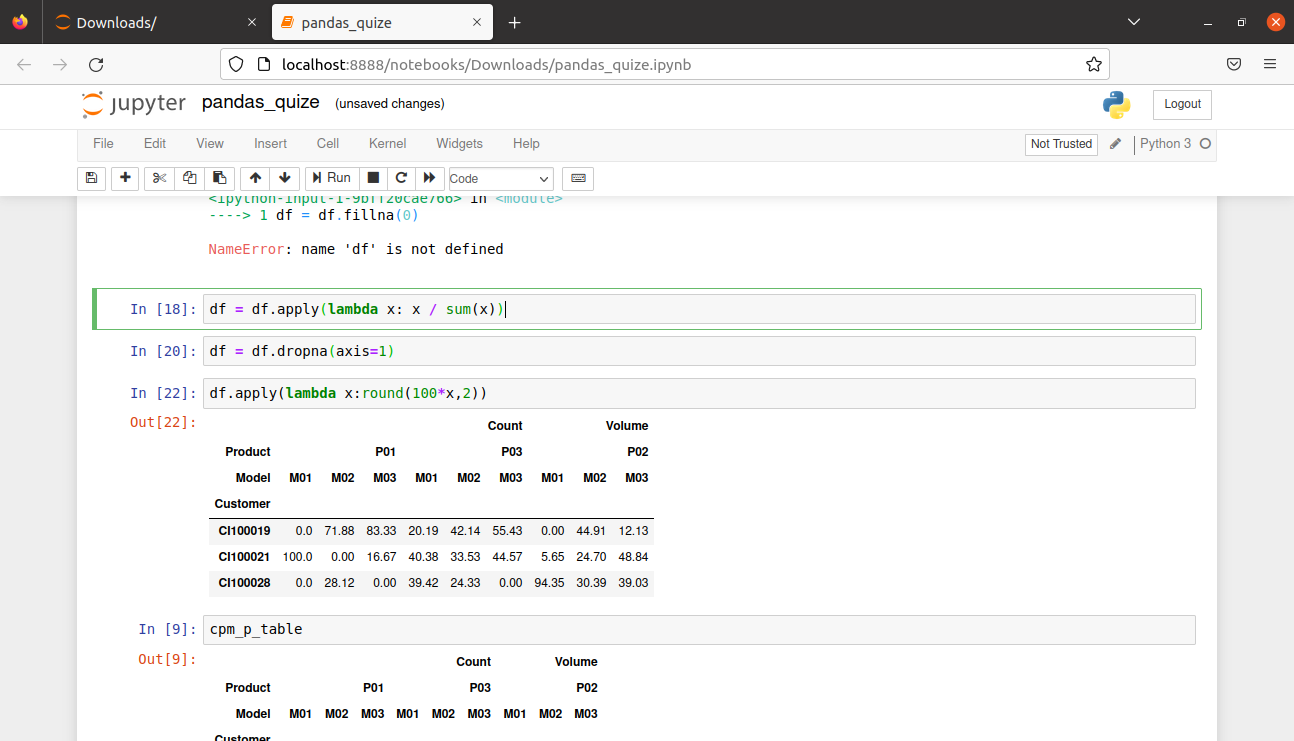 Downloads/
pandas_quize
localhost:8888/notebooks/Downloads/pandas_quize.ipynb
jupyter pandas_quize (unsaved changes)
Logout
File Edit View Insert Cell Kernel Widgets Help
Not Trusted Python 3
Run Code
in <module>
----> 1 df = df.fillna(0)
NameError: name 'df' is not defined
In [18]: df = df.apply(lambda x: x / sum(x))
In [20]: df = df.dropna(axis=1)
In [22]: df.apply(lambda x:round(100*x,2))
Out[22]:
Count Volume
Product P01 P03 P02
Model M01 M02 M03 M01 M02 M03 M01 M02 M03
Customer
CI100019 0.0 71.88 83.33 20.19 42.14 55.43 0.00 44.91 12.13
CI100021 100.0 0.00 16.67 40.38 33.53 44.57 5.65 24.70 48.84
CI100028 0.0 28.12 0.00 39.42 24.33 0.00 94.35 30.39 39.03
In [9]: cpm_p_table
Out[9]:
Count Volume
Product P01 P03 P02
Model M01 M02 M03 M01 M02 M03 M01 M02 M03
Customer